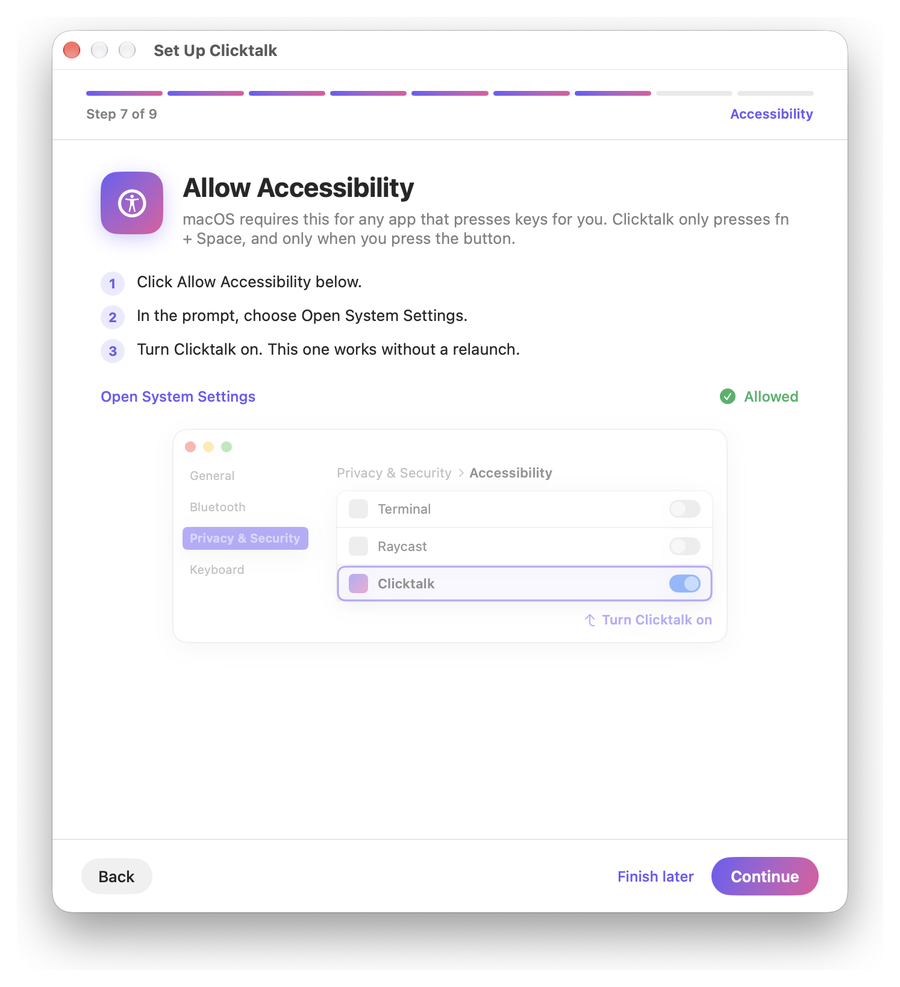 Set Up Clicktalk
Step 7 of 9
Accessibility
Allow Accessibility
macOS requires this for any app that presses keys for you. Clicktalk only presses fn
+ Space, and only when you press the button.
1 Click Allow Accessibility below.
2 In the prompt, choose Open System Settings.
3 Turn Clicktalk on. This one works without a relaunch.
Open System Settings
Allowed
General
Bluetooth
Privacy & Security
Keyboard
Privacy & Security > Accessibility
Terminal
Raycast
Clicktalk
↑ Turn Clicktalk on
Back
Finish later
Continue